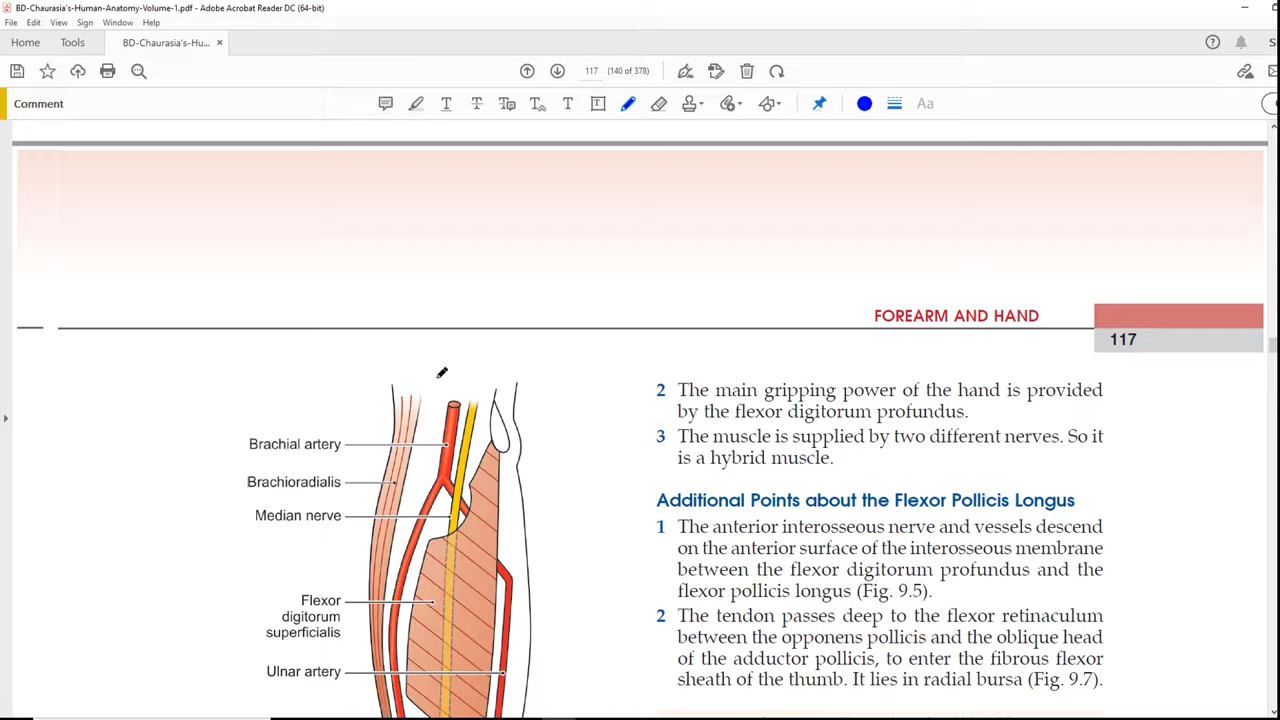 BD-Chaurasia's-Human-Anatomy-Volume-1.pdf - Adobe Acrobat Reader DC (64-bit)
File Edit View Sign Window Help
Home Tools BD-Chaurasia's-Hu... ×
117 (140 of 378)
Comment
Aa
FOREARM AND HAND
117
Brachial artery
Brachioradialis
Median nerve
Flexor
digitorum
superficialis
Ulnar artery
2 The main gripping power of the hand is provided
by the flexor digitorum profundus.
3 The muscle is supplied by two different nerves. So it
is a hybrid muscle.
Additional Points about the Flexor Pollicis Longus
1 The anterior interosseous nerve and vessels descend
on the anterior surface of the interosseous membrane
between the flexor digitorum profundus and the
flexor pollicis longus (Fig. 9.5).
2 The tendon passes deep to the flexor retinaculum
between the opponens pollicis and the oblique head
of the adductor pollicis, to enter the fibrous flexor
sheath of the thumb. It lies in radial bursa (Fig. 9.7).